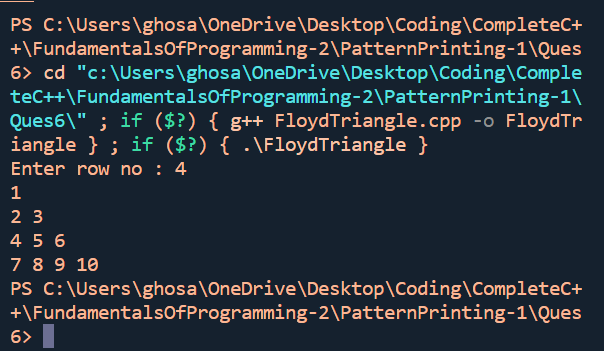 PS C:\Users\ghosa\OneDrive\Desktop\Coding\CompleteC+
+\FundamentalsOfProgramming-2\PatternPrinting-1\Ques
6> cd "c:\Users\ghosa\OneDrive\Desktop\Coding\Comple
teC++\FundamentalsOfProgramming-2\PatternPrinting-1\
Ques6\" ; if ($?) { g++ FloydTriangle.cpp -o FloydTr
iangle } ; if ($?) { .\FloydTriangle }
Enter row no : 4
1
2 3
4 5 6
7 8 9 10
PS C:\Users\ghosa\OneDrive\Desktop\Coding\CompleteC+
+\FundamentalsOfProgramming-2\PatternPrinting-1\Ques
6>